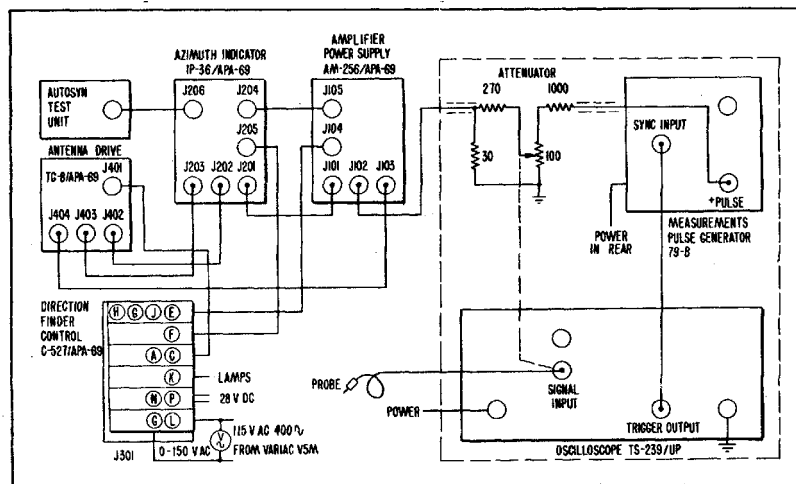 AZIMUTH INDICATOR
IP-36/APA-69
AMPLIFIER
POWER SUPPLY
AM-256/APA-69
AUTOSYN
TEST
UNIT
J206
J204
J205
J203
J202
J201
J105
J104
J101
J102
J103
ATTENUATOR
270
1000
30
100
SYNC INPUT
+PULSE
POWER
IN REAR
MEASUREMENTS
PULSE GENERATOR
79-B
ANTENNA DRIVE
TG-8/APA-69
J401
J404
J403
J402
DIRECTION
FINDER
CONTROL
C-527/APA-69
H G J E
F
A C
K
LAMPS
N P
28 V DC
G L
J301
0-150 VAC
V
115 V AC 400 ∿
FROM VARIAC V5M
PROBE
POWER
SIGNAL
INPUT
TRIGGER OUTPUT
OSCILLOSCOPE TS-239/UP